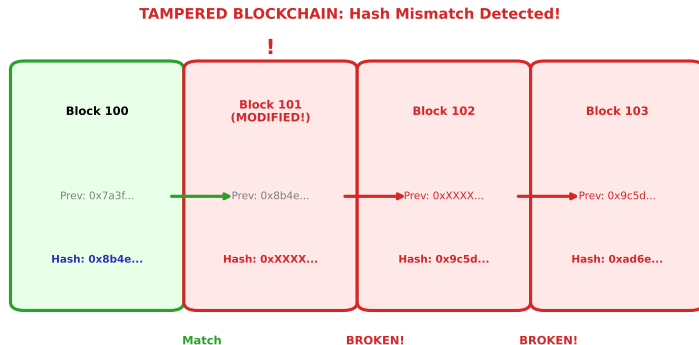 TAMPERED BLOCKCHAIN: Hash Mismatch Detected!
!
Block 100
Prev: 0x7a3f...
Hash: 0x8b4e...
Block 101
(MODIFIED!)
Prev: 0x8b4e...
Hash: 0xXXXX...
Block 102
Prev: 0xXXXX...
Hash: 0x9c5d...
Block 103
Prev: 0x9c5d...
Hash: 0xad6e...
Match
BROKEN!
BROKEN!